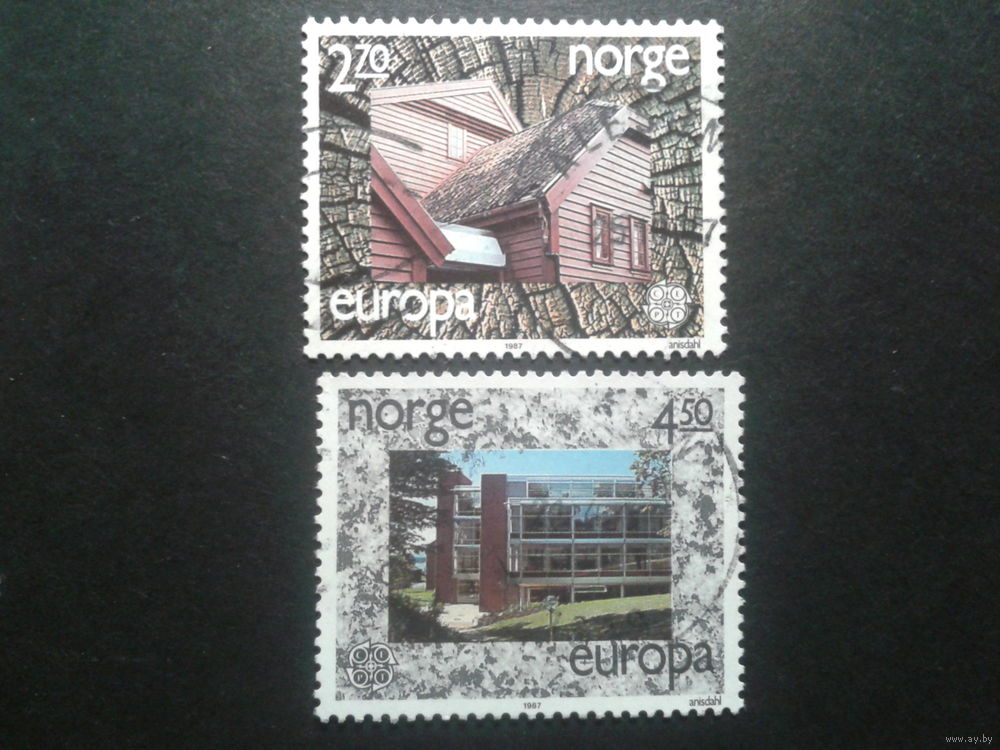 2.70 norge
europa
1987 anisdahl
norge 4.50
europa
1987 anisdahl
www.ay.by